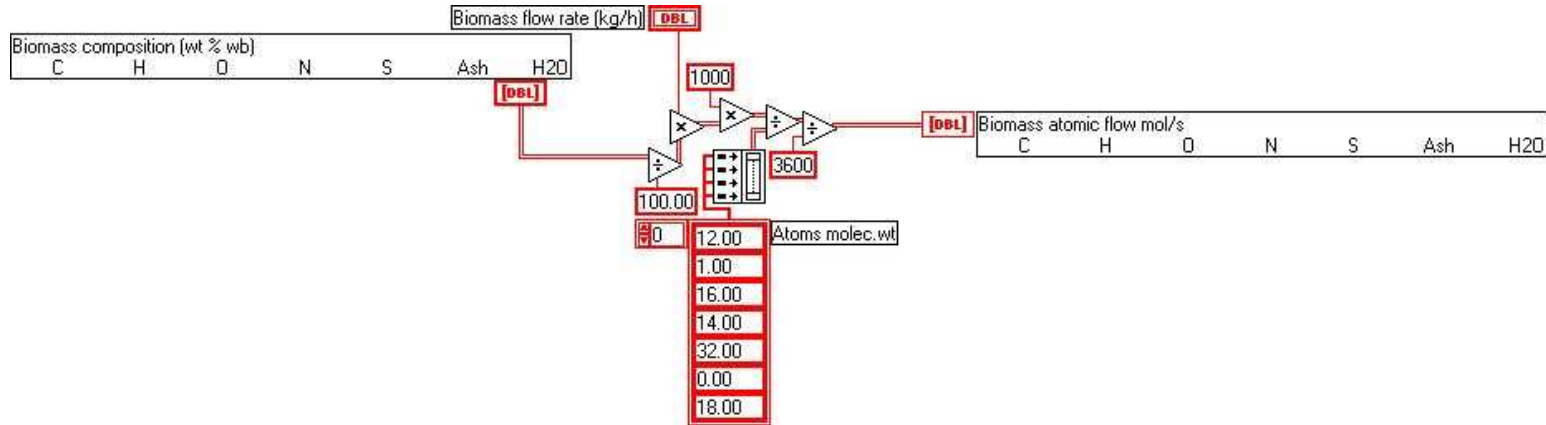 Biomass flow rate (kg/h) DBL
Biomass composition (wt % wb)
C H O N S Ash H2O
[DBL]
1000
×
×
÷
÷
÷
[DBL] Biomass atomic flow mol/s
C H O N S Ash H2O
3600
100.00
0
12.00
Atoms molec.wt
1.00
16.00
14.00
32.00
0.00
18.00